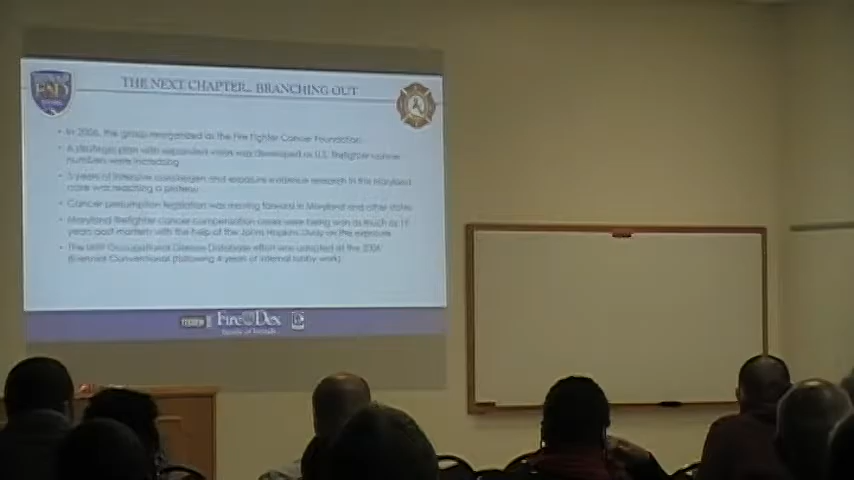 THE NEXT CHAPTER... BRANCHING OUT
• In 2006, the group reorganized as the Fire Fighter Cancer Foundation
• A strategic plan with expanded was developed as U.S. firefighter cancer
numbers were increasing
• 5 years of intensive carcinogen and exposure evidence research in the Maryland
case was reaching a
• Cancer presumption legislation was moving forward in Maryland and other states
• Maryland firefighter cancer compensation cases were being won as much as
years post mortem with the help of the Johns Hopkins study on the exposure
• The Occupational Disease Database effort was adopted at the 2006
Biennial (following 4 years of internal lobby work)
Fire Dex